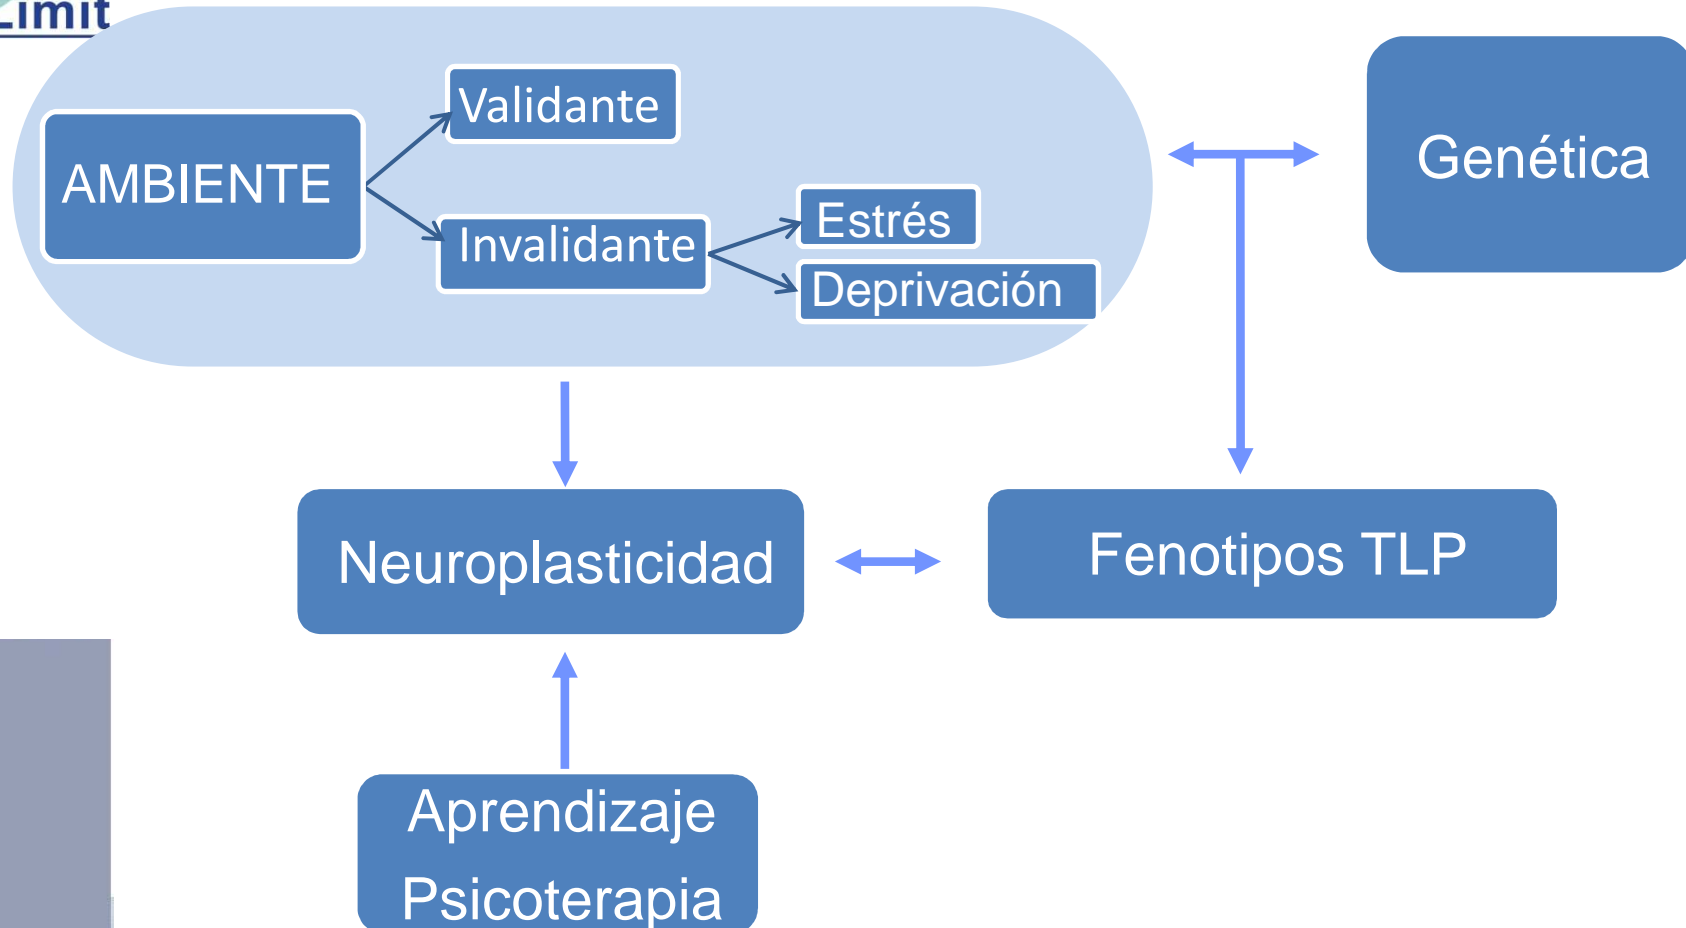 Limit
Validante
AMBIENTE
Genética
Estrés
Invalidante
Deprivación
Neuroplasticidad
Fenotipos TLP
Aprendizaje
Psicoterapia